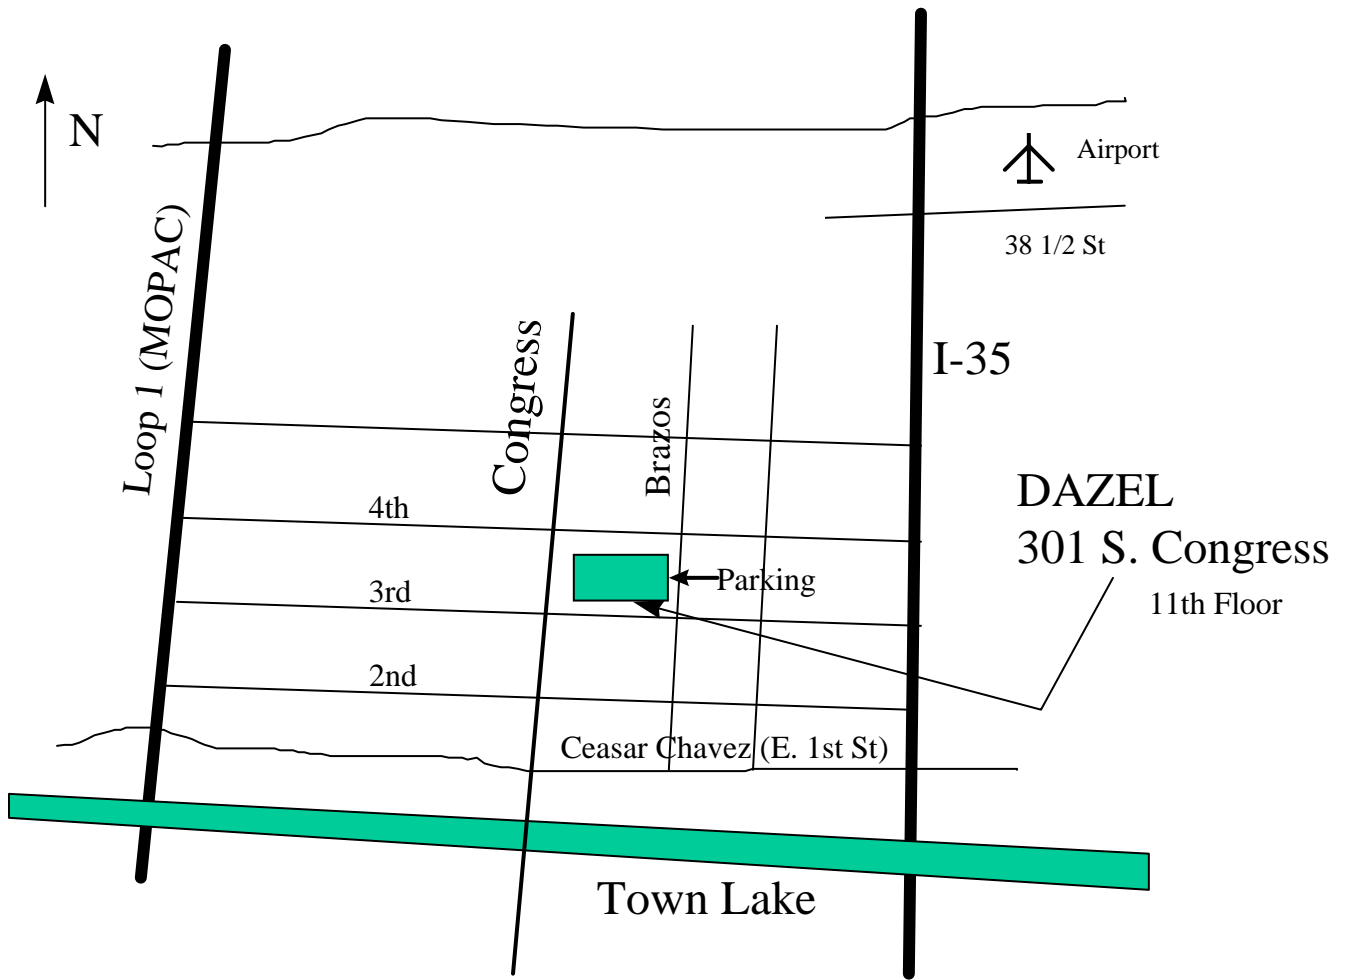 N
Airport
38 1/2 St
Loop 1 (MOPAC)
Congress
Brazos
I-35
4th
DAZEL
301 S. Congress
11th Floor
Parking
3rd
2nd
Ceasar Chavez (E. 1st St)
Town Lake